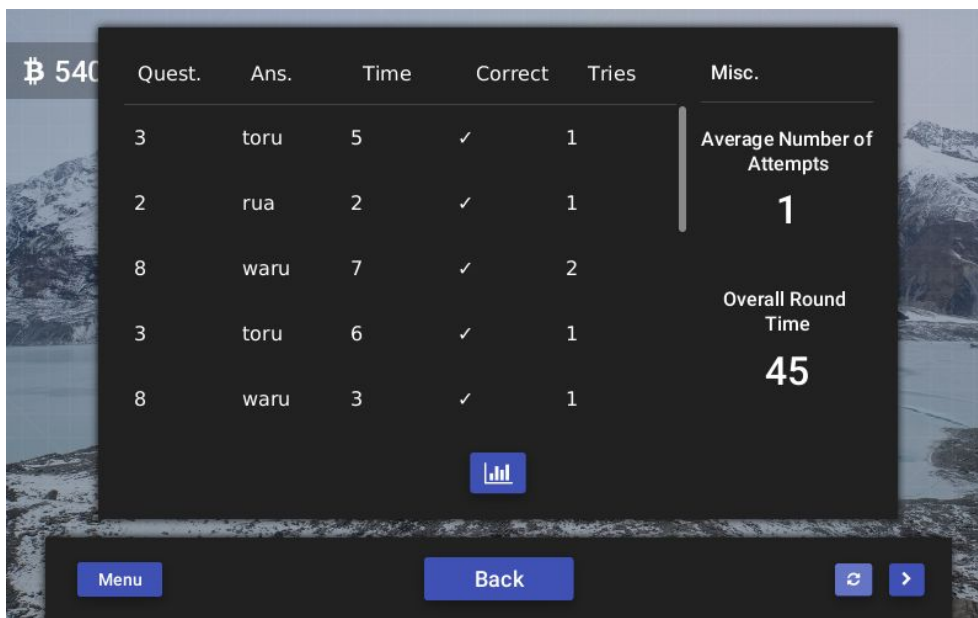 ₿ 540
Quest. Ans. Time Correct Tries
3 toru 5 ✓ 1
2 rua 2 ✓ 1
8 waru 7 ✓ 2
3 toru 6 ✓ 1
8 waru 3 ✓ 1
Misc.
Average Number of
Attempts
1
Overall Round
Time
45
Menu
Back